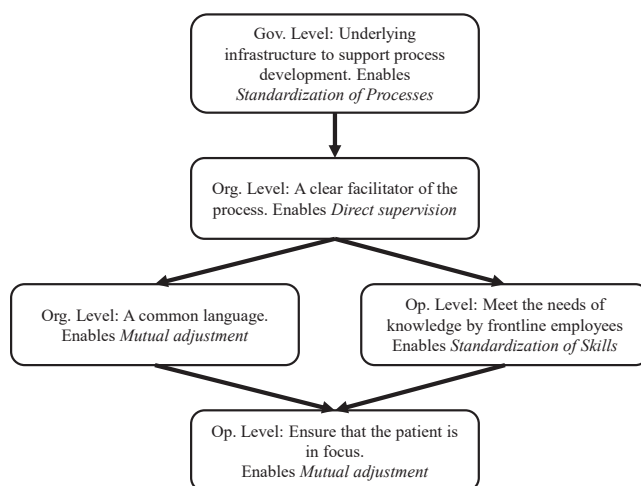 Gov. Level: Underlying
infrastructure to support process
development. Enables
Standardization of Processes
Org. Level: A clear facilitator of the
process. Enables Direct supervision
Org. Level: A common language.
Enables Mutual adjustment
Op. Level: Meet the needs of
knowledge by frontline employees
Enables Standardization of Skills
Op. Level: Ensure that the patient is
in focus.
Enables Mutual adjustment